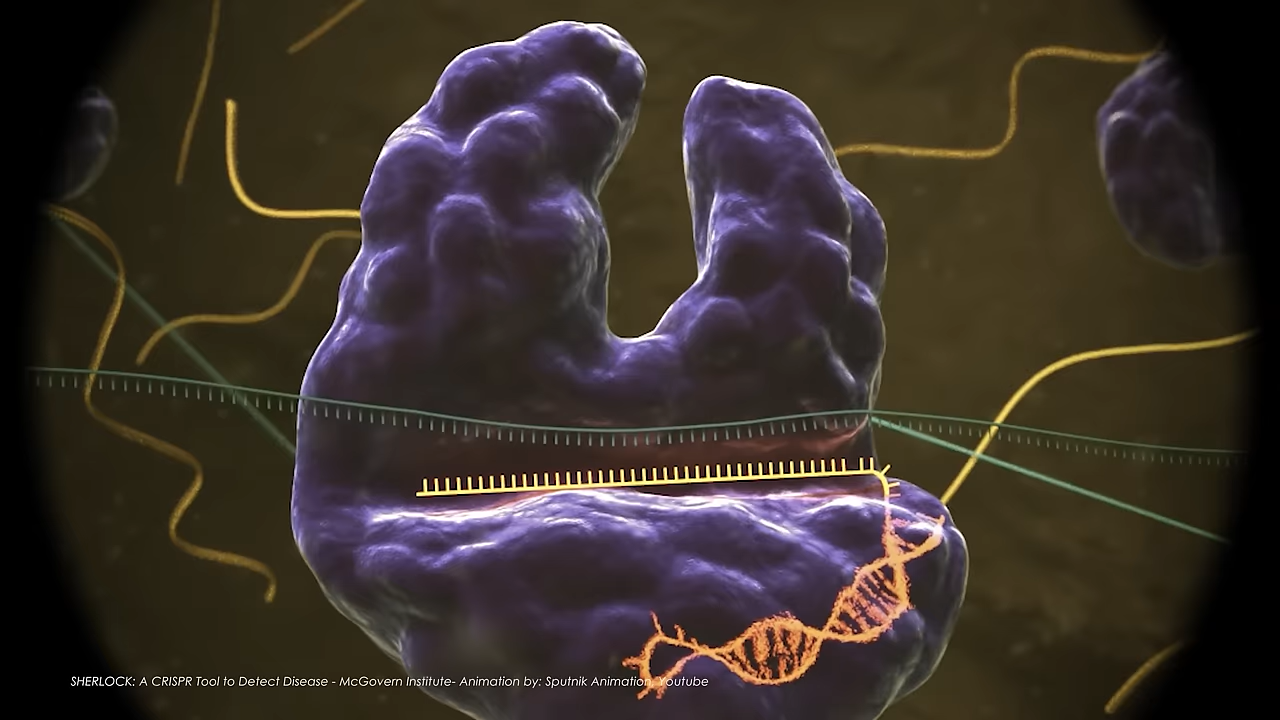 SHERLOCK: A CRISPR Tool to Detect Disease - McGovern Institute- Animation by: Sputnik Animation, Youtube